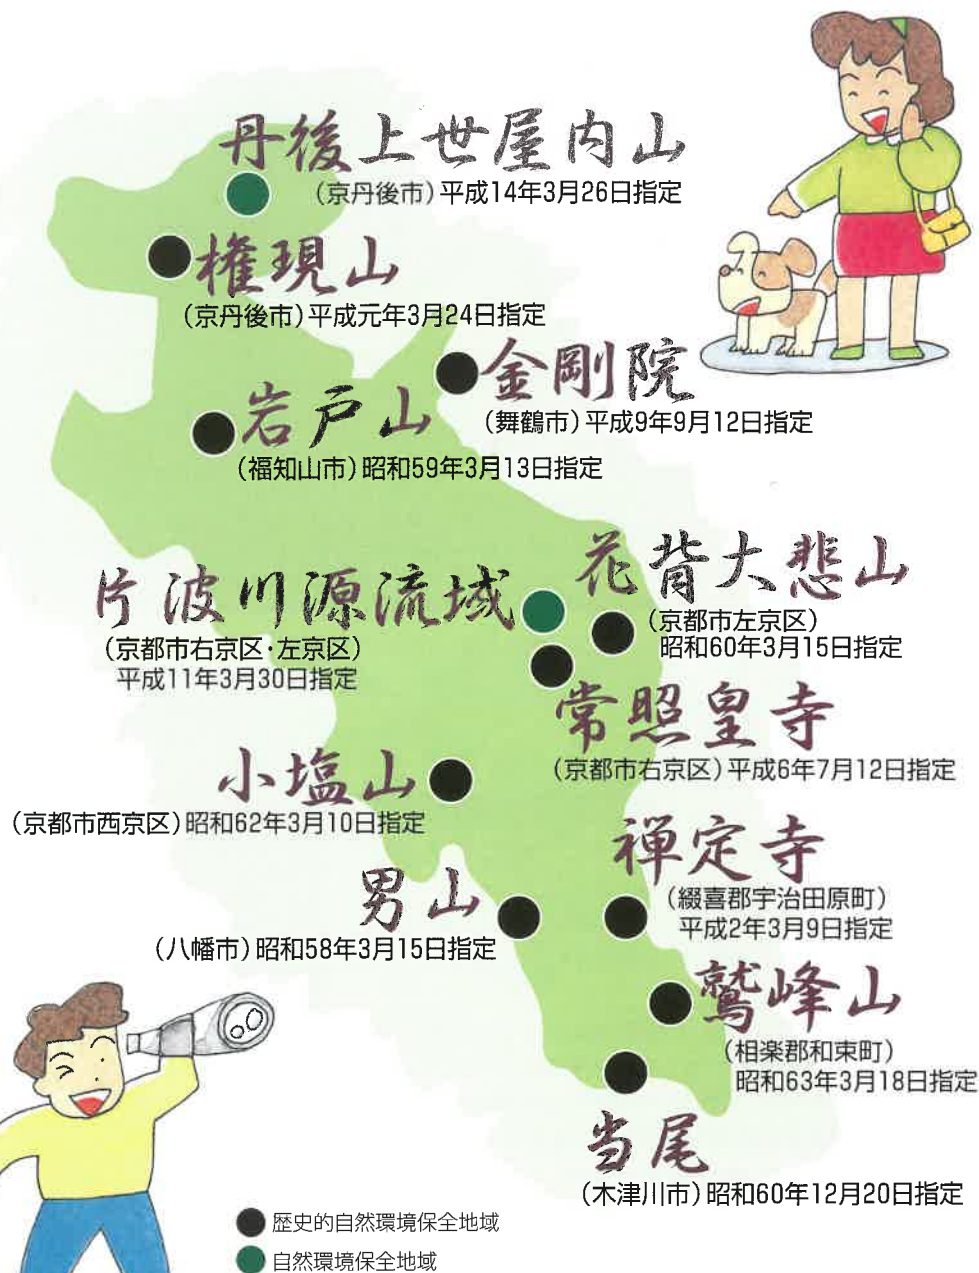 丹後上世屋内山
(京丹後市)平成14年3月26日指定
権現山
(京丹後市)平成元年3月24日指定
金剛院
(舞鶴市)平成9年9月12日指定
岩戸山
(福知山市)昭和59年3月13日指定
花背大悲山
(京都市左京区)
昭和60年3月15日指定
片波川源流域
(京都市右京区・左京区)
平成11年3月30日指定
常照皇寺
(京都市右京区)平成6年7月12日指定
小塩山
(京都市西京区)昭和62年3月10日指定
禅定寺
(綴喜郡宇治田原町)
平成2年3月9日指定
男山
(八幡市)昭和58年3月15日指定
鷲峰山
(相楽郡和束町)
昭和63年3月18日指定
当尾
(木津川市)昭和60年12月20日指定
歴史的自然環境保全地域
自然環境保全地域